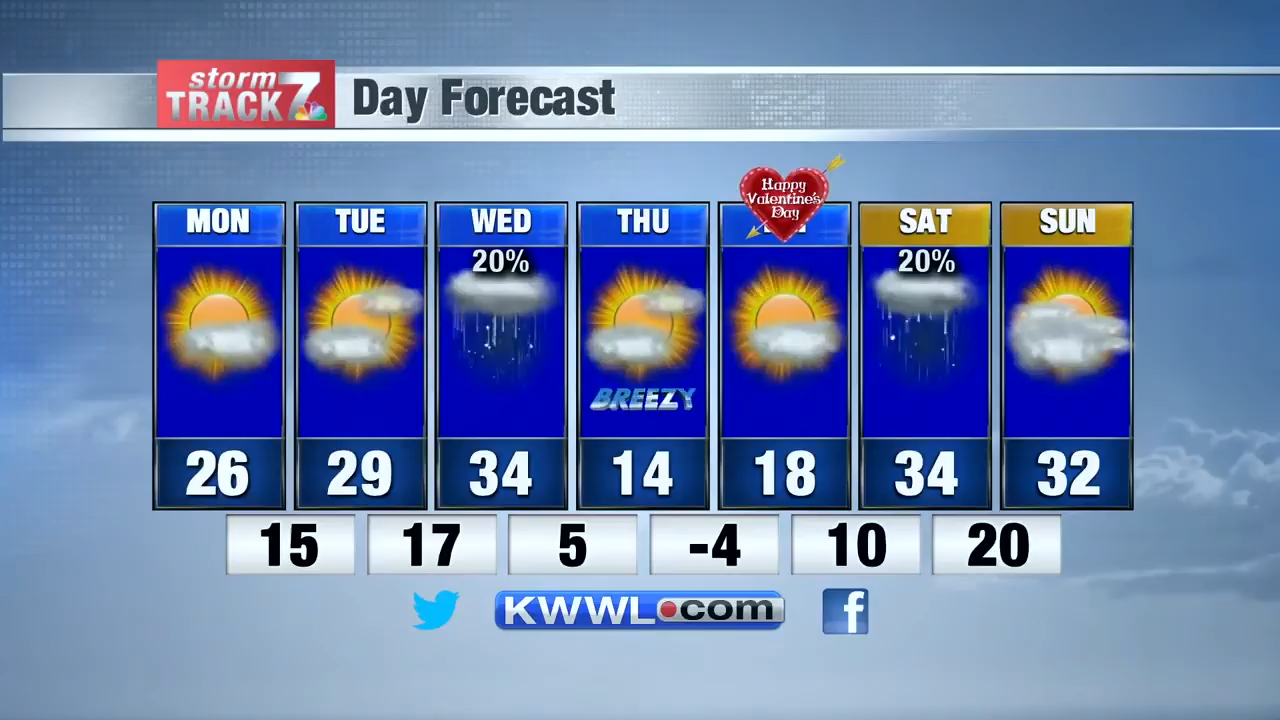 storm
TRACK 7 Day Forecast
Happy
Valentine's
Day
MON TUE WED THU SAT SUN
20% 20%
BREEZY
26 29 34 14 18 34 32
15 17 5 -4 10 20
KWWL.com f